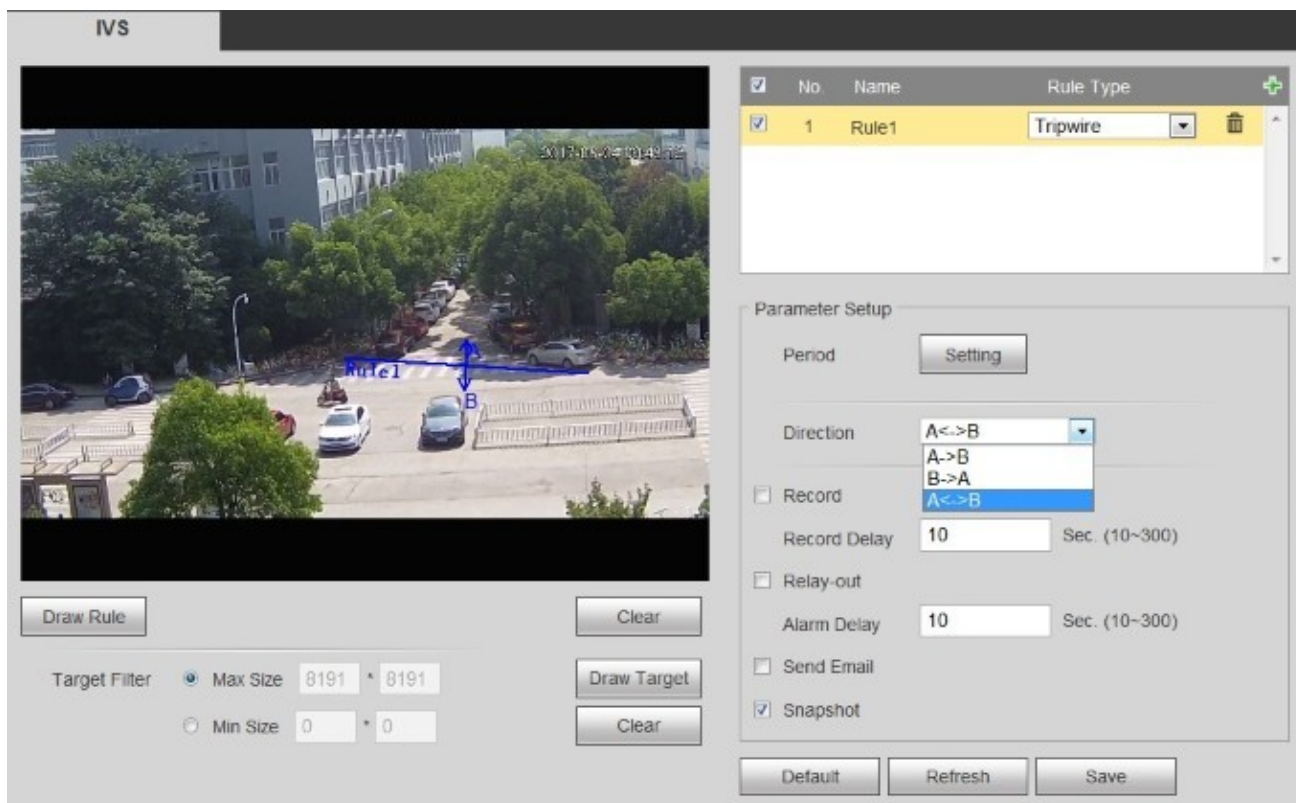 IVS
No. Name Rule Type
1 Rule1 Tripwire
Rule1
A
B
Draw Rule Clear
Target Filter Max Size 8191 * 8191 Draw Target
Min Size 0 * 0 Clear
Parameter Setup
Period Setting
Direction A<->B
A->B
B->A
A<->B
Record
Record Delay 10 Sec. (10~300)
Relay-out
Alarm Delay 10 Sec. (10~300)
Send Email
Snapshot
Default Refresh Save